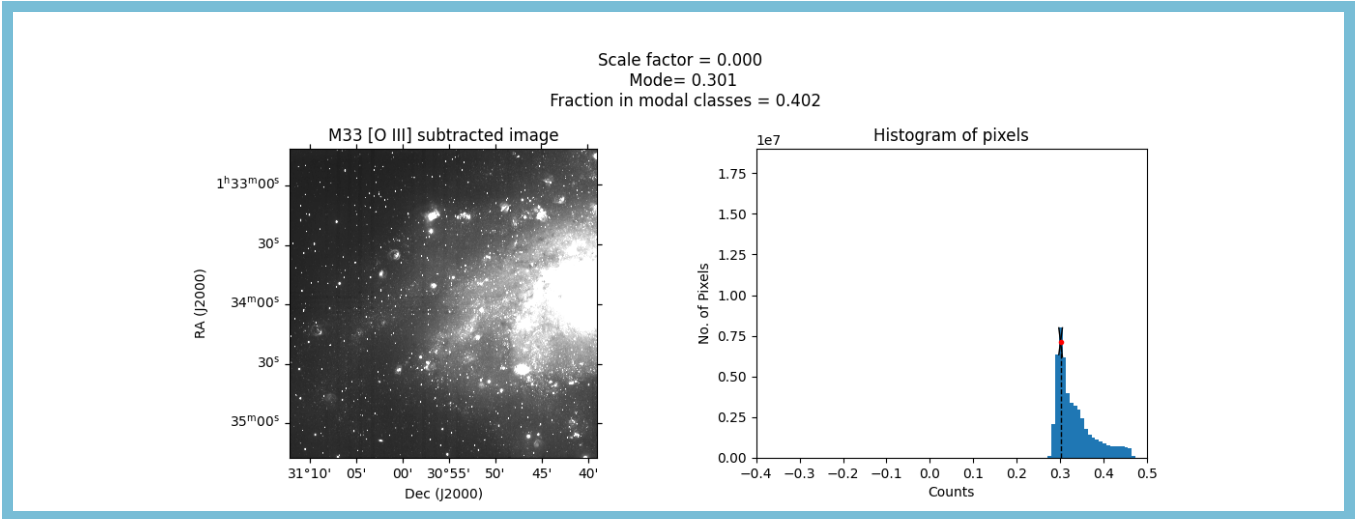 Scale factor = 0.000
Mode= 0.301
Fraction in modal classes = 0.402
M33 [O III] subtracted image
1ʰ33ᵐ00ˢ
30ˢ
34ᵐ00ˢ
30ˢ
35ᵐ00ˢ
RA (J2000)
31°10' 05' 00' 30°55' 50' 45' 40'
Dec (J2000)
Histogram of pixels
1e7
1.75
1.50
1.25
1.00
0.75
0.50
0.25
0.00
No. of Pixels
−0.4 −0.3 −0.2 −0.1 0.0 0.1 0.2 0.3 0.4 0.5
Counts